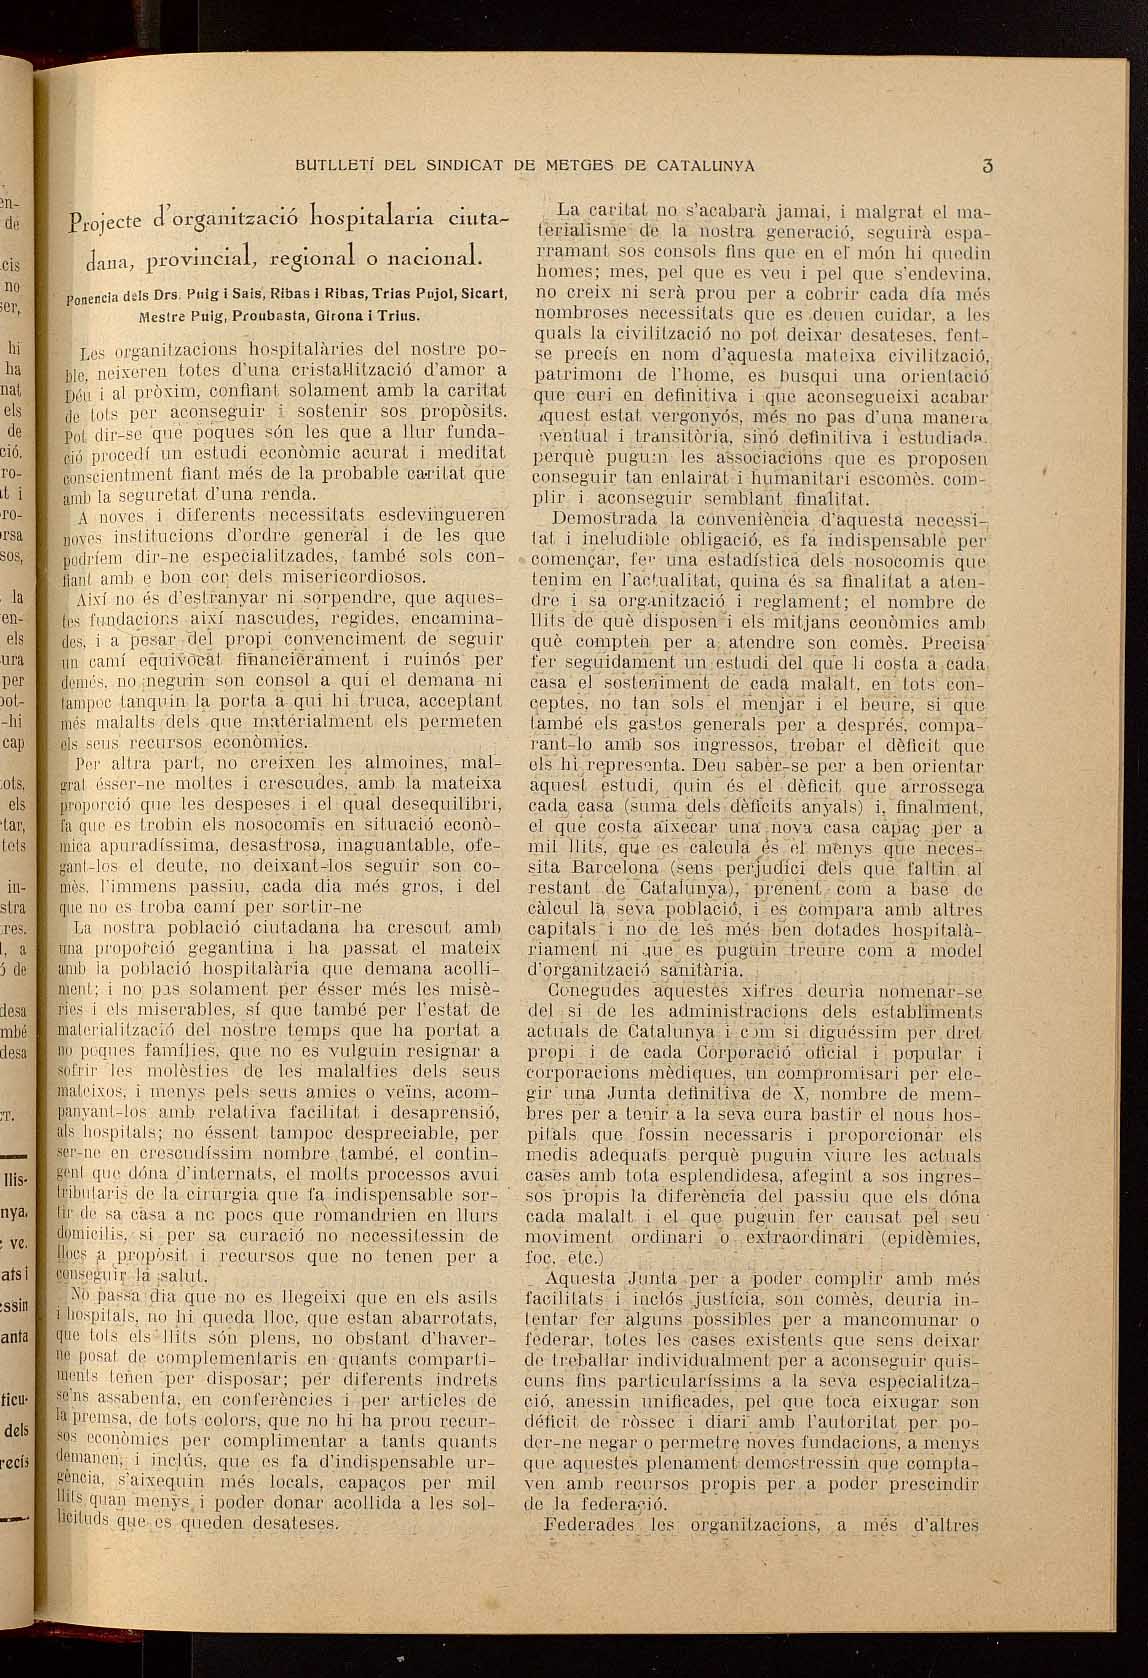 BUTLLETÍ DEL SINDICAT DE METGES DE CATALUNYA 3
Projecte d'organització hospitalaria ciuta-
dana, provincial, regional o nacional.
Ponencia dels Drs. Puig i Sais, Ribas i Ribas, Trias Pujol, Sicart,
Mestre Puig, Proubasta, Girona i Trius.
Les organitzacions hospitalàries del nostre po-
ble, neixeren totes d'una cristal·lització d'amor a
Déu i al pròxim, confiant solament amb la caritat
de tots per aconseguir i sostenir sos propòsits.
Pot dir-se què poques són les que a llur funda-
ció procedí un estudi econòmic acurat i meditat
conscientment fiant més de la probable caritat que
amb la seguretat d'una renda.
A noves i diferents necessitats esdevingueren
noves institucions d'ordre general i de les que
podríem dir-ne especialitzades, també sols con-
fiant amb e bon cor dels misericordiosos.
Així no és d'estranyar ni sorpendre, que aques-
tes fundacions així nascudes, regides, encamina-
des, i a pesar del propi convenciment de seguir
un camí equivocat financièrament i ruinós per
demés, no neguin son consol a qui el demana ni
tampoc tanquin la porta a qui hi truca, acceptant
més malalts dels que materialment els permeten
els seus recursos econòmics.
Per altra part, no creixen les almoines, mal-
grat ésser-ne moltes i crescudes, amb la mateixa
proporció que les despeses i el qual desequilibri,
fa que es trobin els nosocomis en situació econò-
mica apuradíssima, desastrosa, inaguantable, ofe-
gant-los el deute, no deixant-los seguir son co-
mès, l'immens passiu, cada dia més gros, i del
que no es troba camí per sortir-ne
La nostra població ciutadana ha crescut amb
una proporció gegantina i ha passat el mateix
amb la població hospitalària que demana acolli-
ment; i no pas solament per ésser més les misè-
ries i els miserables, sí que també per l'estat de
materialització del nostre temps que ha portat a
no poques famílies, que no es vulguin resignar a
sofrir les molèsties de les malalties dels seus
mateixos, i menys pels seus amics o veïns, acom-
panyant-los amb relativa facilitat i desaprensió,
als hospitals; no éssent tampoc despreciable, per
ser-ne en crescudíssim nombre també, el contin-
gent que dóna d'internats, el molts processos avui
tributaris de la cirurgia que fa indispensable sor-
tir de sa casa a no pocs que romandrien en llurs
domicilis, si per sa curació no necessitessin de
llocs a propòsit i recursos que no tenen per a
conseguir la salut.
No passa dia que no es llegeixi que en els asils
i hospitals, no hi queda lloc, que estan abarrotats,
que tots els llits són plens, no obstant d'haver-
ne posat de complementaris en quants comparti-
ments tenen per disposar; per diferents indrets
se'ns assabenta, en conferències i per articles de
la premsa, de tots colors, que no hi ha prou recur-
sos econòmics per complimentar a tants quants
demanen, i inclús, que es fa d'indispensable ur-
gència, s'aixequin més locals, capaços per mil
llits quan menys i poder donar acollida a les sol-
licituds que es queden desateses.
La caritat no s'acabarà jamai, i malgrat el ma-
terialisme de la nostra generació, seguirà espa-
rramant sos consols fins que en el món hi quedin
homes; mes, pel que es veu i pel que s'endevina,
no creix ni serà prou per a cobrir cada día més
nombroses necessitats que es deuen cuidar, a les
quals la civilització no pot deixar desateses, fent-
se precís en nom d'aquesta mateixa civilització,
patrimoni de l'home, es busqui una orientació
que curi en definitiva i que aconsegueixi acabar
aquest estat vergonyós, més no pas d'una manera
eventual i transitòria, sinó definitiva i estudiada.
perquè puguin les associacions que es proposen
conseguir tan enlairat i humanitari escomès, com-
plir i aconseguir semblant finalitat.
Demostrada la conveniència d'aquesta necessi-
tat i ineludible obligació, es fa indispensable per
començar, fer una estadística dels nosocomis que
tenim en l'actualitat, quina és sa finalitat a aten-
dre i sa organització i reglament; el nombre de
llits de què disposen i els mitjans econòmics amb
què compten per a atendre son comès. Precisa
fer seguidament un estudi del que li costa a cada
casa el sosteniment de cada malalt, en tots con-
ceptes, no tan sols el menjar i el beure, si que
també els gastos generals per a després, compa-
rant-lo amb sos ingressos, trobar el dèficit que
els hi representa. Deu sabèr-se per a ben orientar
aquest estudi, quin és el dèficit que arrossega
cada casa (suma dels dèficits anyals) i, finalment,
el que costa aixecar una nova casa capaç per a
mil llits, que es calcula és el menys que neces-
sita Barcelona (sens perjudici dels que faltin al
restant de Catalunya), prenent com a base de
càlcul la seva població, i es compara amb altres
capitals i no de les més ben dotades hospitalà-
riament ni que es puguin treure com a model
d'organització sanitària.
Conegudes aquestes xifres deuria nomenar-se
del si de les administracions dels establiments
actuals de Catalunya i com si diguéssim per dret
propi i de cada Corporació oficial i popular i
corporacions mèdiques, un compromisari per ele-
gir una Junta definitiva de X, nombre de mem-
bres per a tenir a la seva cura bastir el nous hos-
pitals que fossin necessaris i proporcionar els
medis adequats perquè puguin viure les actuals
cases amb tota esplendidesa, afegint a sos ingres-
sos propis la diferència del passiu que els dóna
cada malalt i el que puguin fer causat pel seu
moviment ordinari o extraordinari (epidèmies,
foc, etc.)
Aquesta Junta per a poder complir amb més
facilitats i inclós justícia, son comès, deuria in-
tentar fer alguns possibles per a mancomunar o
federar, totes les cases existents que sens deixar
de treballar individualment per a aconseguir quis-
cuns fins particularíssims a la seva especialitza-
ció, anessin unificades, pel que toca eixugar son
déficit de ròssec i diari amb l'autoritat per po-
der-ne negar o permetre noves fundacions, a menys
que aquestes plenament demostressin que compta-
ven amb recursos propis per a poder prescindir
de la federació.
Federades les organitzacions, a més d'altres